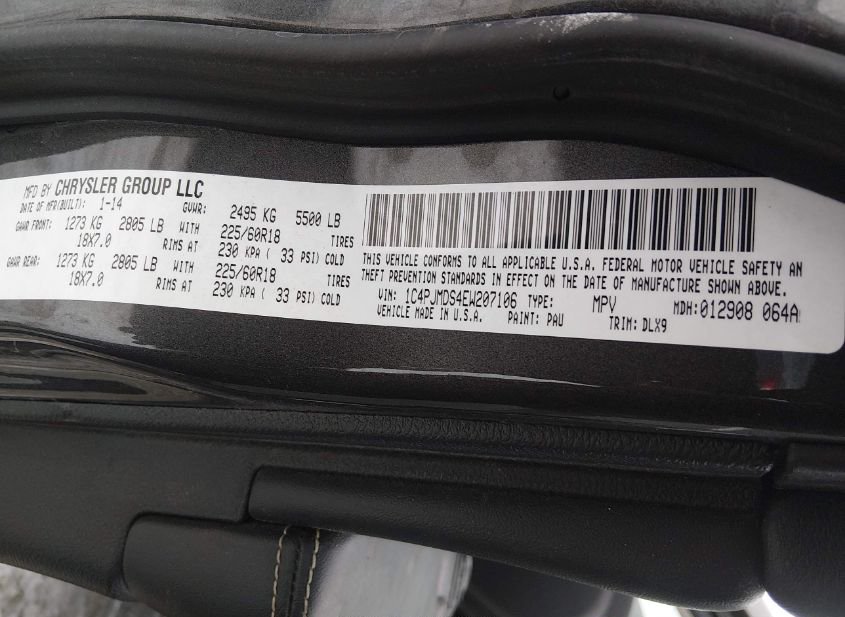 MFD BY CHRYSLER GROUP LLC
DATE OF MFD(BUILT): 1-14 GVWR: 2495 KG 5500 LB
GAWR FRONT: 1273 KG 2805 LB WITH 225/60R18 TIRES
18X7.0 RIMS AT 230 KPA ( 33 PSI) COLD
GAWR REAR: 1273 KG 2805 LB WITH 225/60R18 TIRES
18X7.0 RIMS AT 230 KPA ( 33 PSI) COLD
THIS VEHICLE CONFORMS TO ALL APPLICABLE U.S.A. FEDERAL MOTOR VEHICLE SAFETY AN
THEFT PREVENTION STANDARDS IN EFFECT ON THE DATE OF MANUFACTURE SHOWN ABOVE.
VIN: 1C4PJMDS4EW207106 TYPE: MPV MDH:012908 064A
VEHICLE MADE IN U.S.A. PAINT: PAU TRIM: DLX9